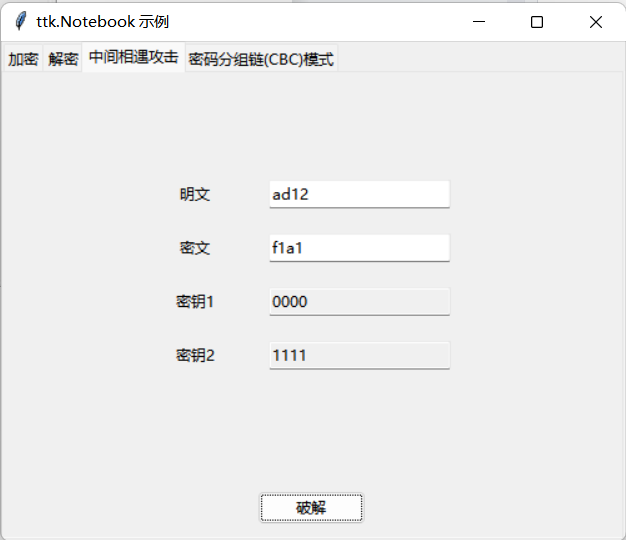 ttk.Notebook 示例
加密 解密 中间相遇攻击 密码分组链(CBC)模式
明文 ad12
密文 f1a1
密钥1 0000
密钥2 1111
破解